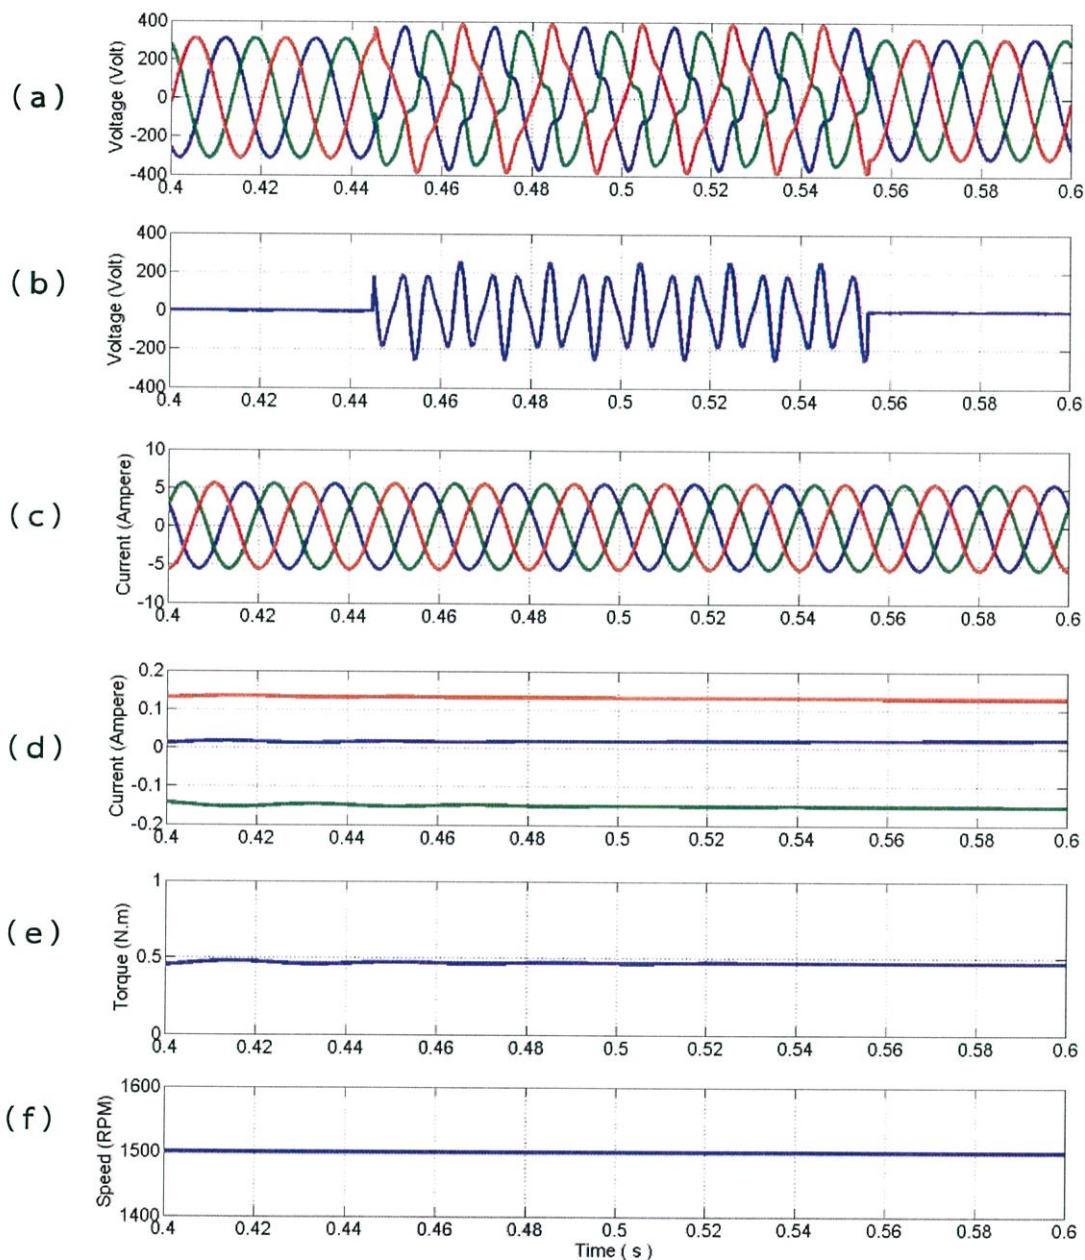 (a)
Voltage (Volt)
400
200
0
-200
-400
0.4 0.42 0.44 0.46 0.48 0.5 0.52 0.54 0.56 0.58 0.6
(b)
Voltage (Volt)
400
200
0
-200
-400
0.4 0.42 0.44 0.46 0.48 0.5 0.52 0.54 0.56 0.58 0.6
(c)
Current (Ampere)
10
5
0
-5
-10
0.4 0.42 0.44 0.46 0.48 0.5 0.52 0.54 0.56 0.58 0.6
(d)
Current (Ampere)
0.2
0.1
0
-0.1
-0.2
0.4 0.42 0.44 0.46 0.48 0.5 0.52 0.54 0.56 0.58 0.6
(e)
Torque (N.m)
1
0.5
0
0.4 0.42 0.44 0.46 0.48 0.5 0.52 0.54 0.56 0.58 0.6
(f)
Speed (RPM)
1600
1500
1400
0.4 0.42 0.44 0.46 0.48 0.5 0.52 0.54 0.56 0.58 0.6
Time ( s )